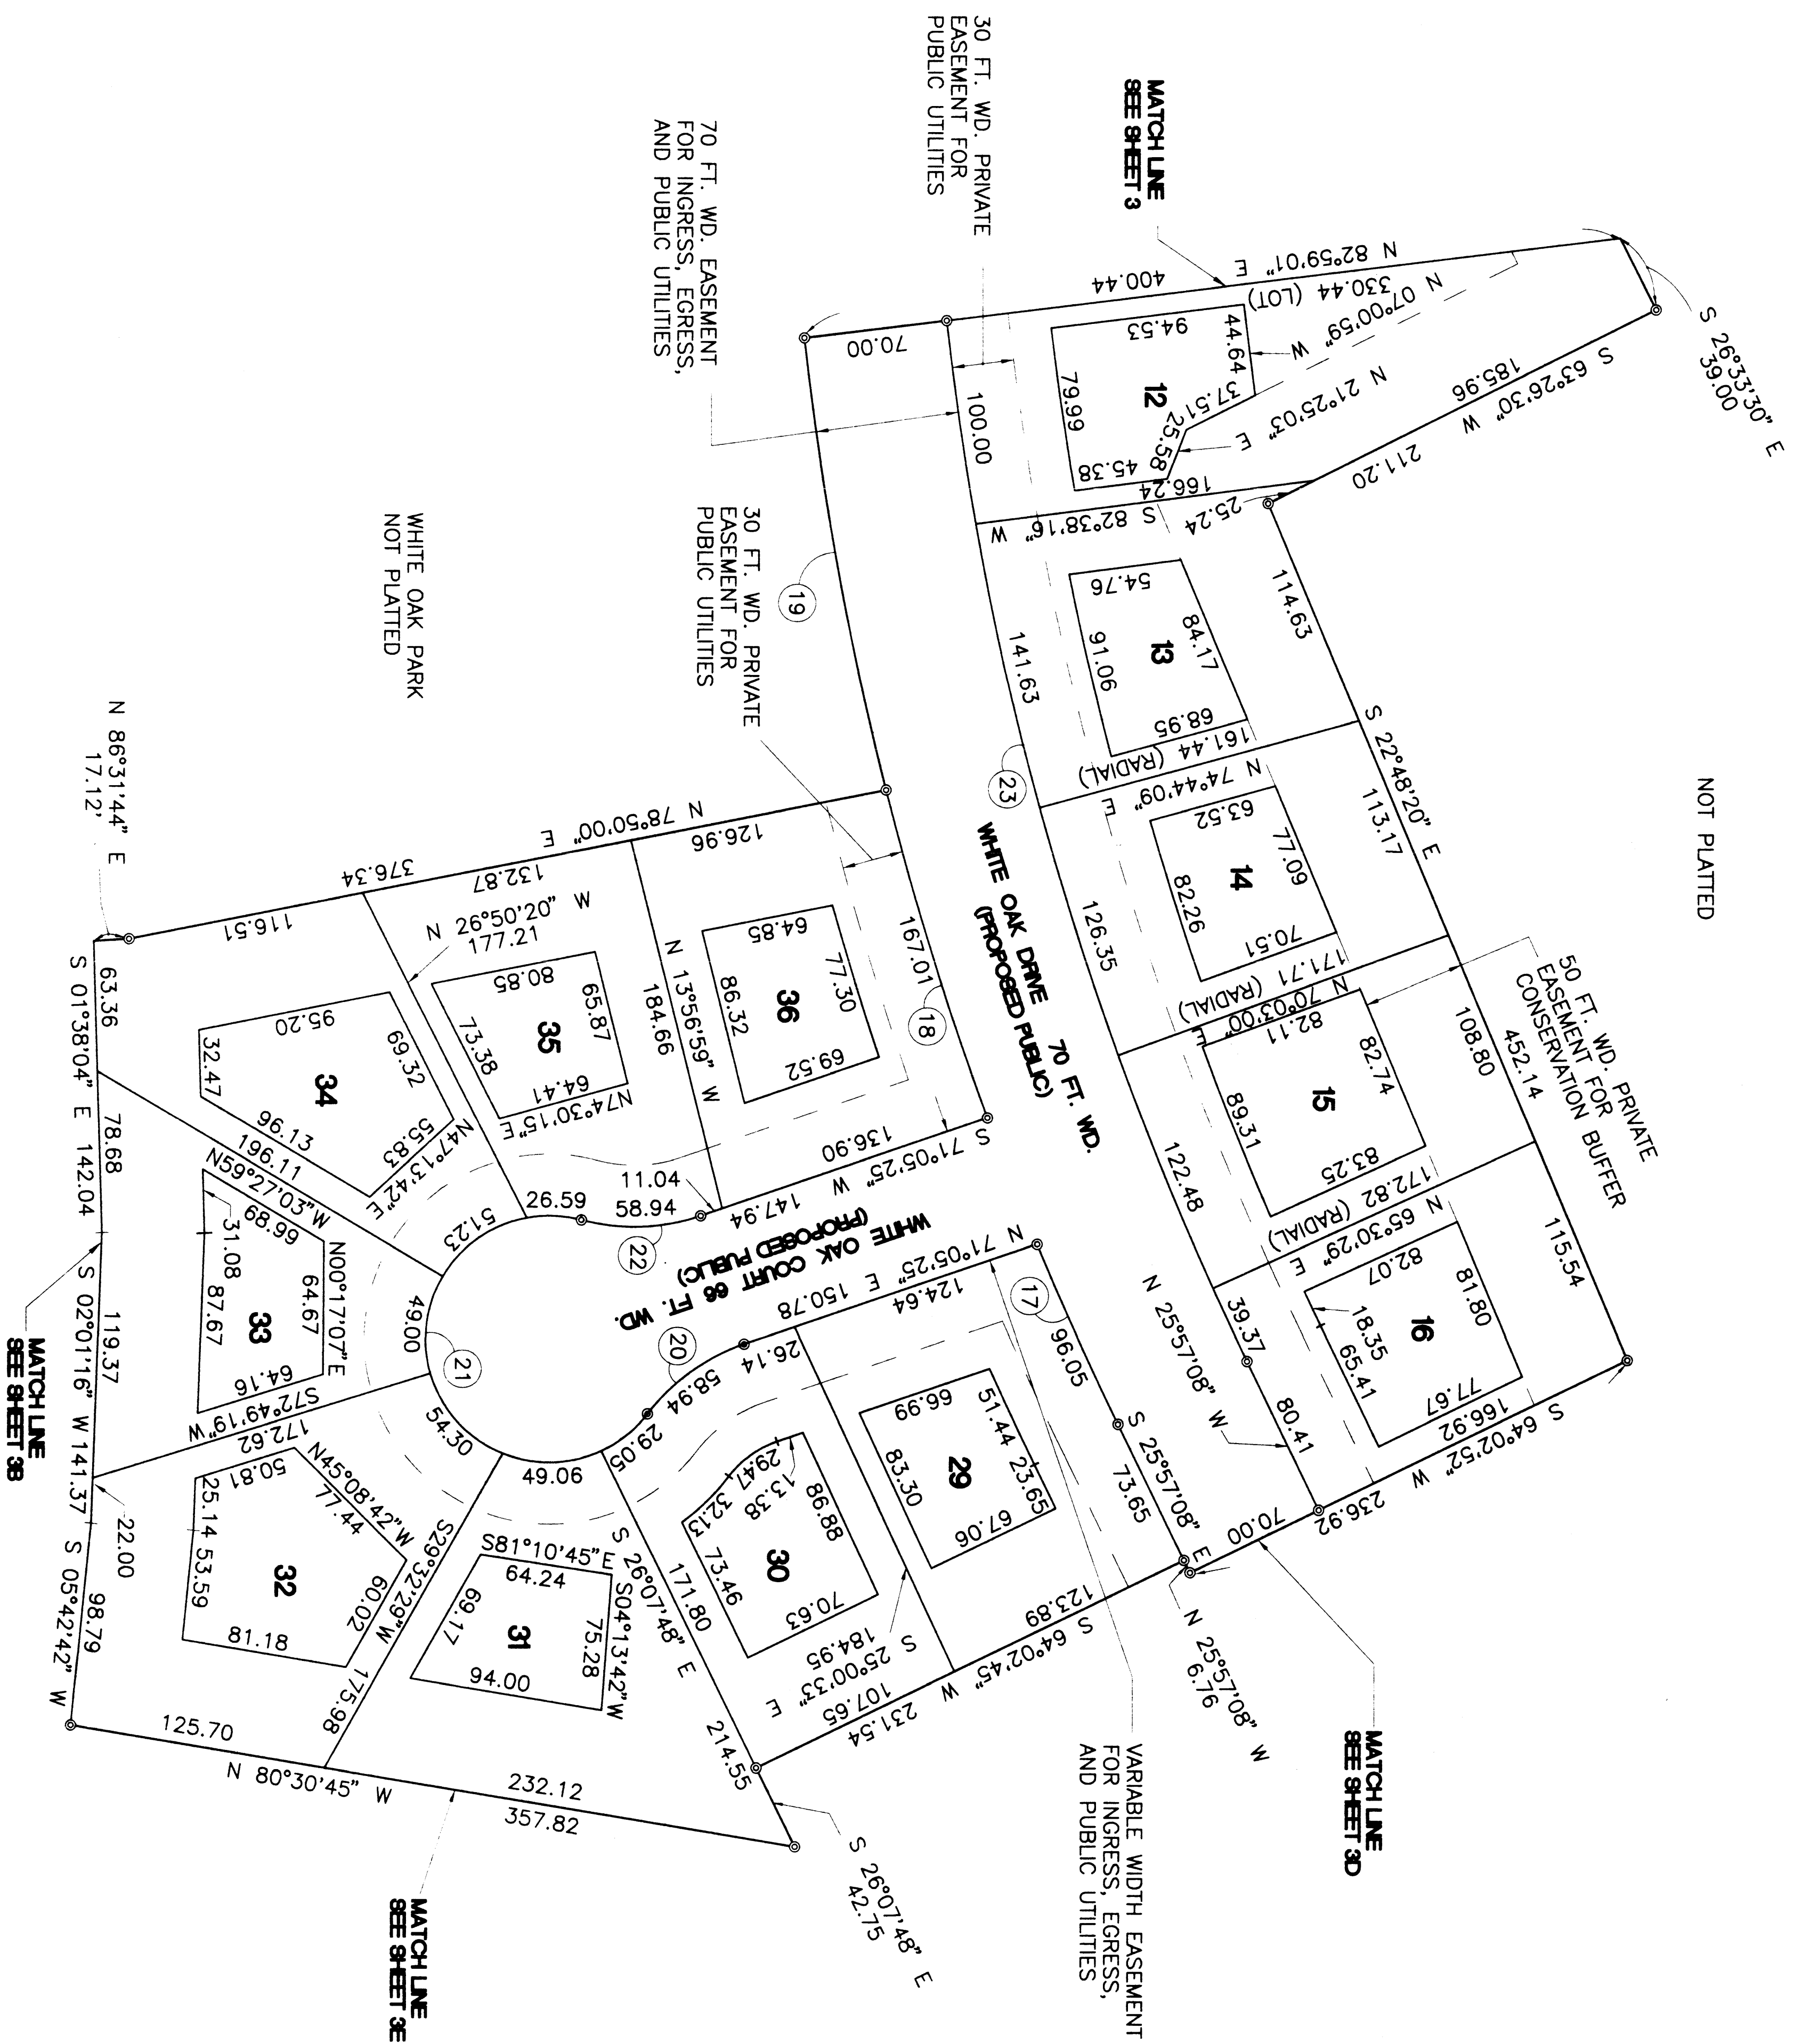 NOT PLATTED
S 26°33'30" E
39.00
S 63°26'30" W
185.96
211.20
25.24
MATCH LINE
SEE SHEET 3
N 82°59'01" E
400.44
330.44 (LOT)
N 07°00'59" W
N 21°25'03" E
30 FT. WD. PRIVATE
EASEMENT FOR
PUBLIC UTILITIES
70 FT. WD. EASEMENT
FOR INGRESS, EGRESS,
AND PUBLIC UTILITIES
70.00
100.00
12
94.53
44.64
37.51
25.58
45.38
79.99
166.24
S 82°38'16" W
114.63
S 22°48'20" E
113.17
108.80
452.14
115.54
50 FT. WD. PRIVATE
EASEMENT FOR
CONSERVATION BUFFER
13
54.76
84.17
68.95
91.06
141.63
161.44 (RADIAL)
N 74°44'09" E
23
14
63.52
77.09
70.51
82.26
126.35
171.71 (RADIAL)
N 70°03'00" E
15
82.11
82.74
83.25
89.31
122.48
172.82 (RADIAL)
N 65°30'29" E
16
82.07
81.80
77.67
18.35
65.41
39.37
80.41
N 25°57'08" W
166.92
S 64°02'52" W
236.92
70.00
MATCH LINE
SEE SHEET 3D
N 25°57'08" W
6.76
WHITE OAK DRIVE 70 FT. WD.
(PROPOSED PUBLIC)
19
30 FT. WD. PRIVATE
EASEMENT FOR
PUBLIC UTILITIES
WHITE OAK PARK
NOT PLATTED
18
167.01
17
96.05
S 25°57'08" E
73.65
VARIABLE WIDTH EASEMENT
FOR INGRESS, EGRESS,
AND PUBLIC UTILITIES
36
64.85
77.30
69.52
86.32
126.96
N 78°50'00" E
376.34
132.87
116.51
N 13°56'59" W
184.66
136.90
S 71°05'25" W
147.94
11.04
58.94
22
26.59
WHITE OAK COURT 66 FT. WD.
(PROPOSED PUBLIC)
N 71°05'25" E
150.78
124.64
26.14
20
58.94
29.05
29
66.99
51.44
23.65
67.06
83.30
123.89
S 64°02'45" W
231.54
107.65
S 25°00'33" E
184.95
30
86.88
13.38
29.47
32.13
73.46
70.63
S 26°07'48" E
171.80
214.55
S 26°07'48" E
42.75
35
N 26°50'20" W
177.21
80.85
65.87
64.41
N74°30'15"E
73.38
34
95.20
69.32
55.83
N47°13'42"E
96.13
32.47
51.23
196.11
N59°27'03"W
49.00
21
33
68.99
31.08
87.67
N00°17'07"E
64.67
64.16
S72°49'19"W
172.62
54.30
49.06
32
50.81
N45°08'42"W
77.44
60.02
25.14
53.59
81.18
S29°32'29"W
175.98
31
S81°10'45"E
64.24
S04°13'42"W
75.28
69.17
94.00
N 86°31'44" E
17.12'
63.36
78.68
S 01°38'04" E 142.04
119.37
S 02°01'16" W 141.37
22.00
98.79
S 05°42'42" W
125.70
N 80°30'45" W
232.12
357.82
MATCH LINE
SEE SHEET 3B
MATCH LINE
SEE SHEET 3E